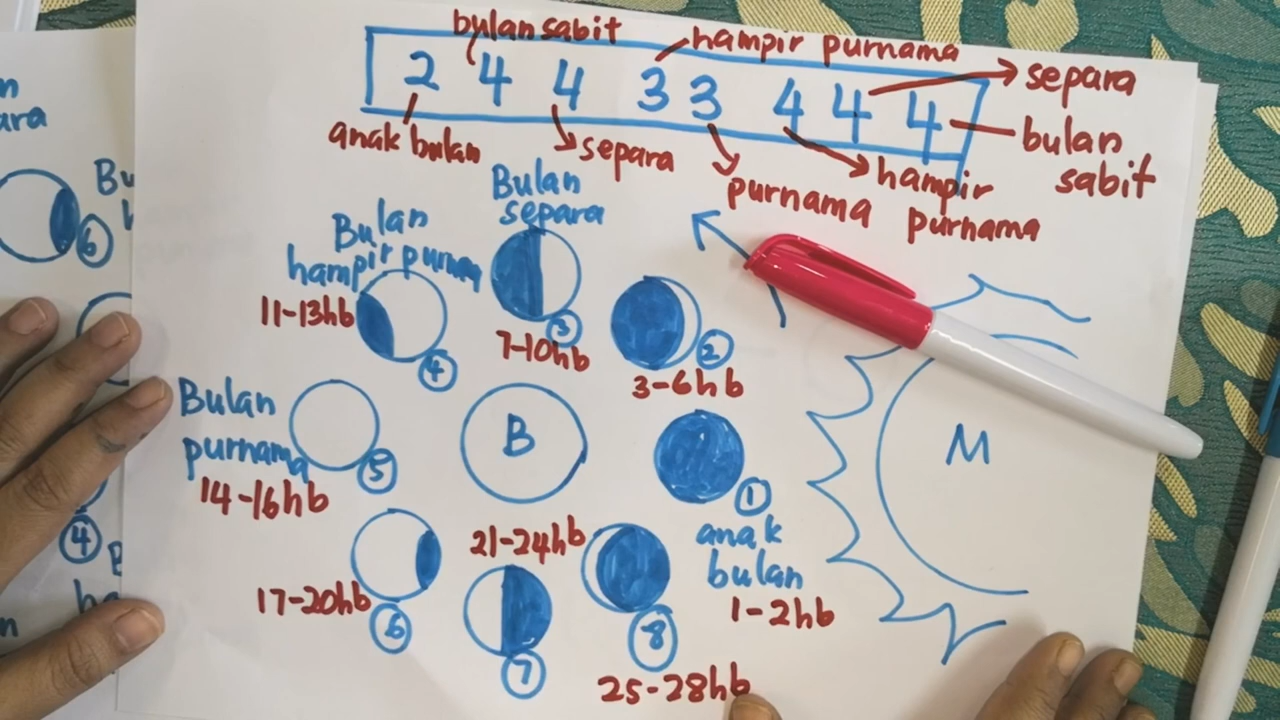 bulan sabit
hampir purnama
2 4 4 3 3 4 4 4
separa
anak bulan
separa
purnama
hampir
purnama
bulan
sabit
Bulan
separa
7-10hb
3
Bulan
hampir purnama
11-13hb
4
2
3-6hb
Bulan
purnama
5
14-16hb
B
1
anak
bulan
1-2hb
M
17-20hb
6
21-24hb
7
8
25-28hb
6
4